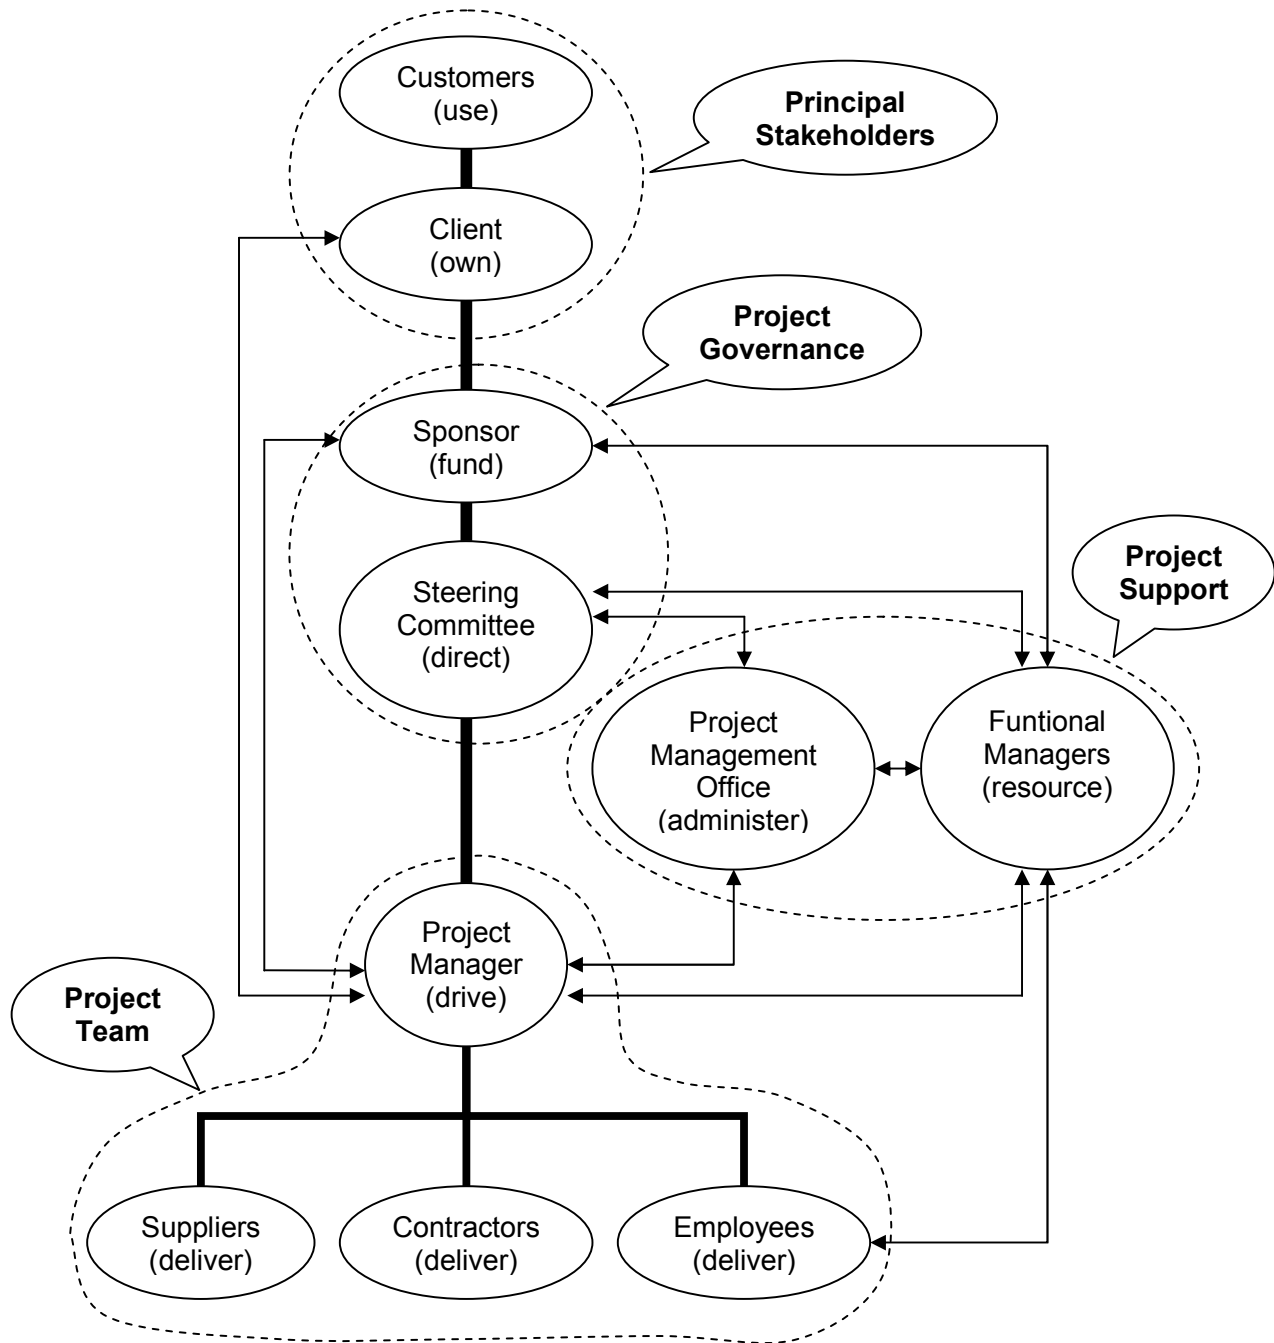 Customers
(use)
Principal
Stakeholders
Client
(own)
Project
Governance
Sponsor
(fund)
Steering
Committee
(direct)
Project
Support
Project
Management
Office
(administer)
Funtional
Managers
(resource)
Project
Manager
(drive)
Project
Team
Suppliers
(deliver)
Contractors
(deliver)
Employees
(deliver)